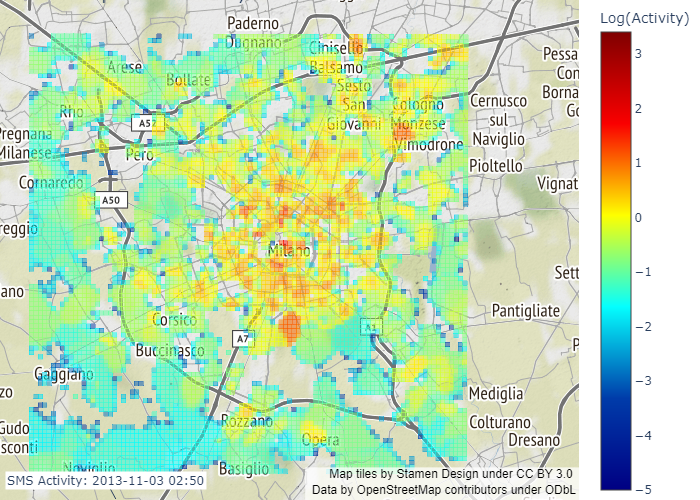 Paderno
Dugnano
Cinisello
Balsamo
Log(Activity)
Arese
Bollate
Sesto
San
Giovanni
Pessa
Con
Borna
Go
Rho
A52
Cologno
Monzese
Vimodrone
Cernusco
sul
Naviglio
Pregnana
Milanese
Pero
Pioltello
Cornaredo
A50
Vignat
reggio
Milano
Sett
ano
Pantigliate
Corsico
A7
A1
P
Buccinasco
Gaggiano
zo
Mediglia
Gudo
sconti
Rozzano
Opera
Colturano
Dresano
Noviglio
Basiglio
SMS Activity: 2013-11-03 02:50
Map tiles by Stamen Design under CC BY 3.0
Data by OpenStreetMap contributors under ODbL
3
2
1
0
−1
−2
−3
−4
−5